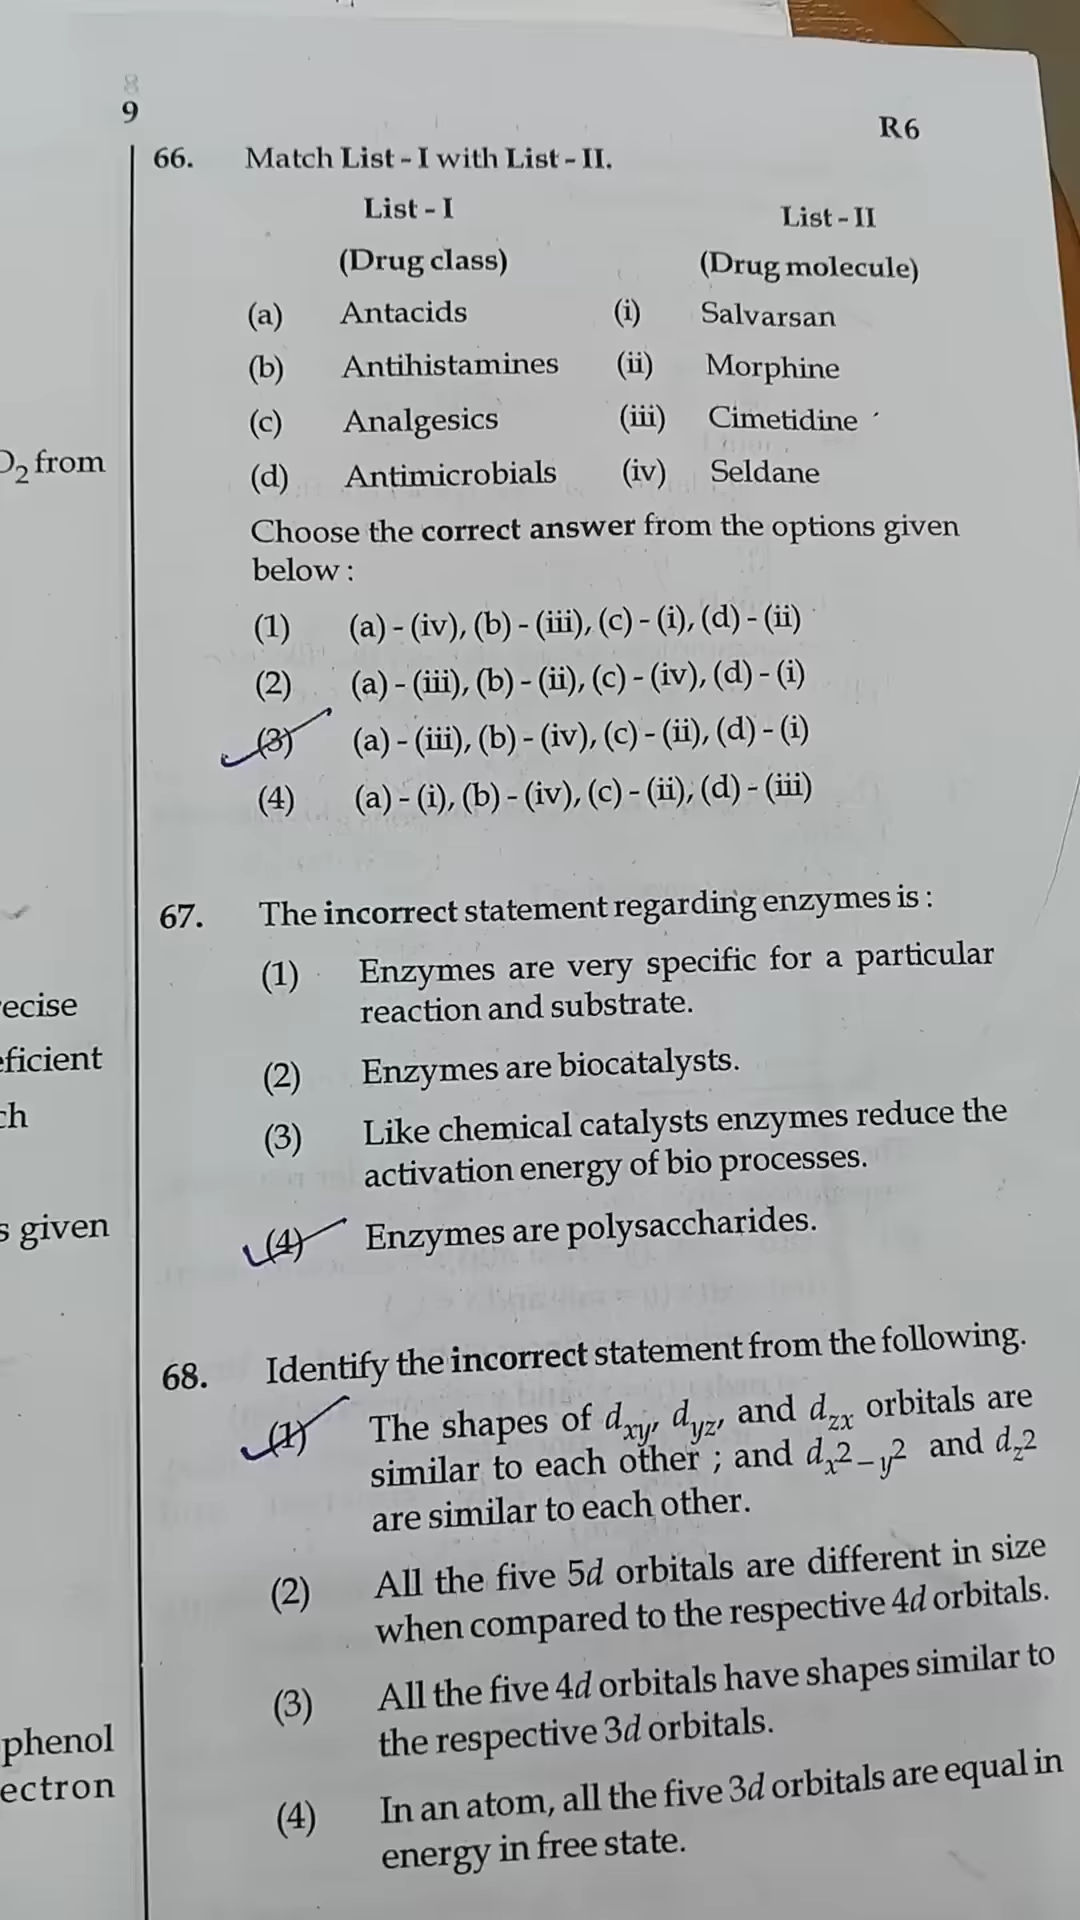 8
9
R6
66. Match List - I with List - II.
List - I List - II
(Drug class) (Drug molecule)
(a) Antacids (i) Salvarsan
(b) Antihistamines (ii) Morphine
(c) Analgesics (iii) Cimetidine
(d) Antimicrobials (iv) Seldane
Choose the correct answer from the options given
below :
(1) (a) - (iv), (b) - (iii), (c) - (i), (d) - (ii)
(2) (a) - (iii), (b) - (ii), (c) - (iv), (d) - (i)
(3) (a) - (iii), (b) - (iv), (c) - (ii), (d) - (i)
(4) (a) - (i), (b) - (iv), (c) - (ii), (d) - (iii)
67. The incorrect statement regarding enzymes is :
(1) Enzymes are very specific for a particular
reaction and substrate.
(2) Enzymes are biocatalysts.
(3) Like chemical catalysts enzymes reduce the
activation energy of bio processes.
(4) Enzymes are polysaccharides.
68. Identify the incorrect statement from the following.
(1) The shapes of d_xy, d_yz, and d_zx orbitals are
similar to each other ; and d_x²₋y² and d_z²
are similar to each other.
(2) All the five 5d orbitals are different in size
when compared to the respective 4d orbitals.
(3) All the five 4d orbitals have shapes similar to
the respective 3d orbitals.
(4) In an atom, all the five 3d orbitals are equal in
energy in free state.
O₂ from
ecise
ficient
ch
s given
phenol
ectron